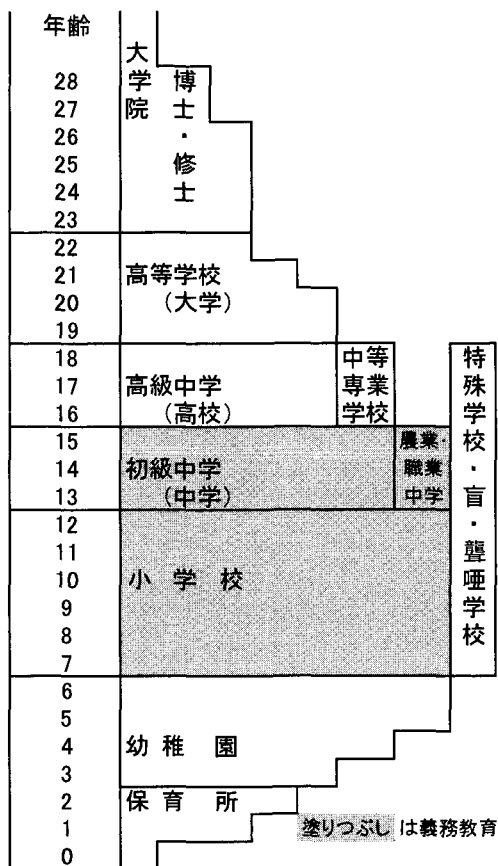 年齢
28
27
26
25
24
23
22
21
20
19
18
17
16
15
14
13
12
11
10
9
8
7
6
5
4
3
2
1
0
大学院
博士・修士
高等学校
(大学)
高級中学
(高校)
中等
専業
学校
初級中学
(中学)
農業・
職業
中学
小学校
特殊学校・盲・聾唖学校
幼稚園
保育所
塗りつぶし は義務教育